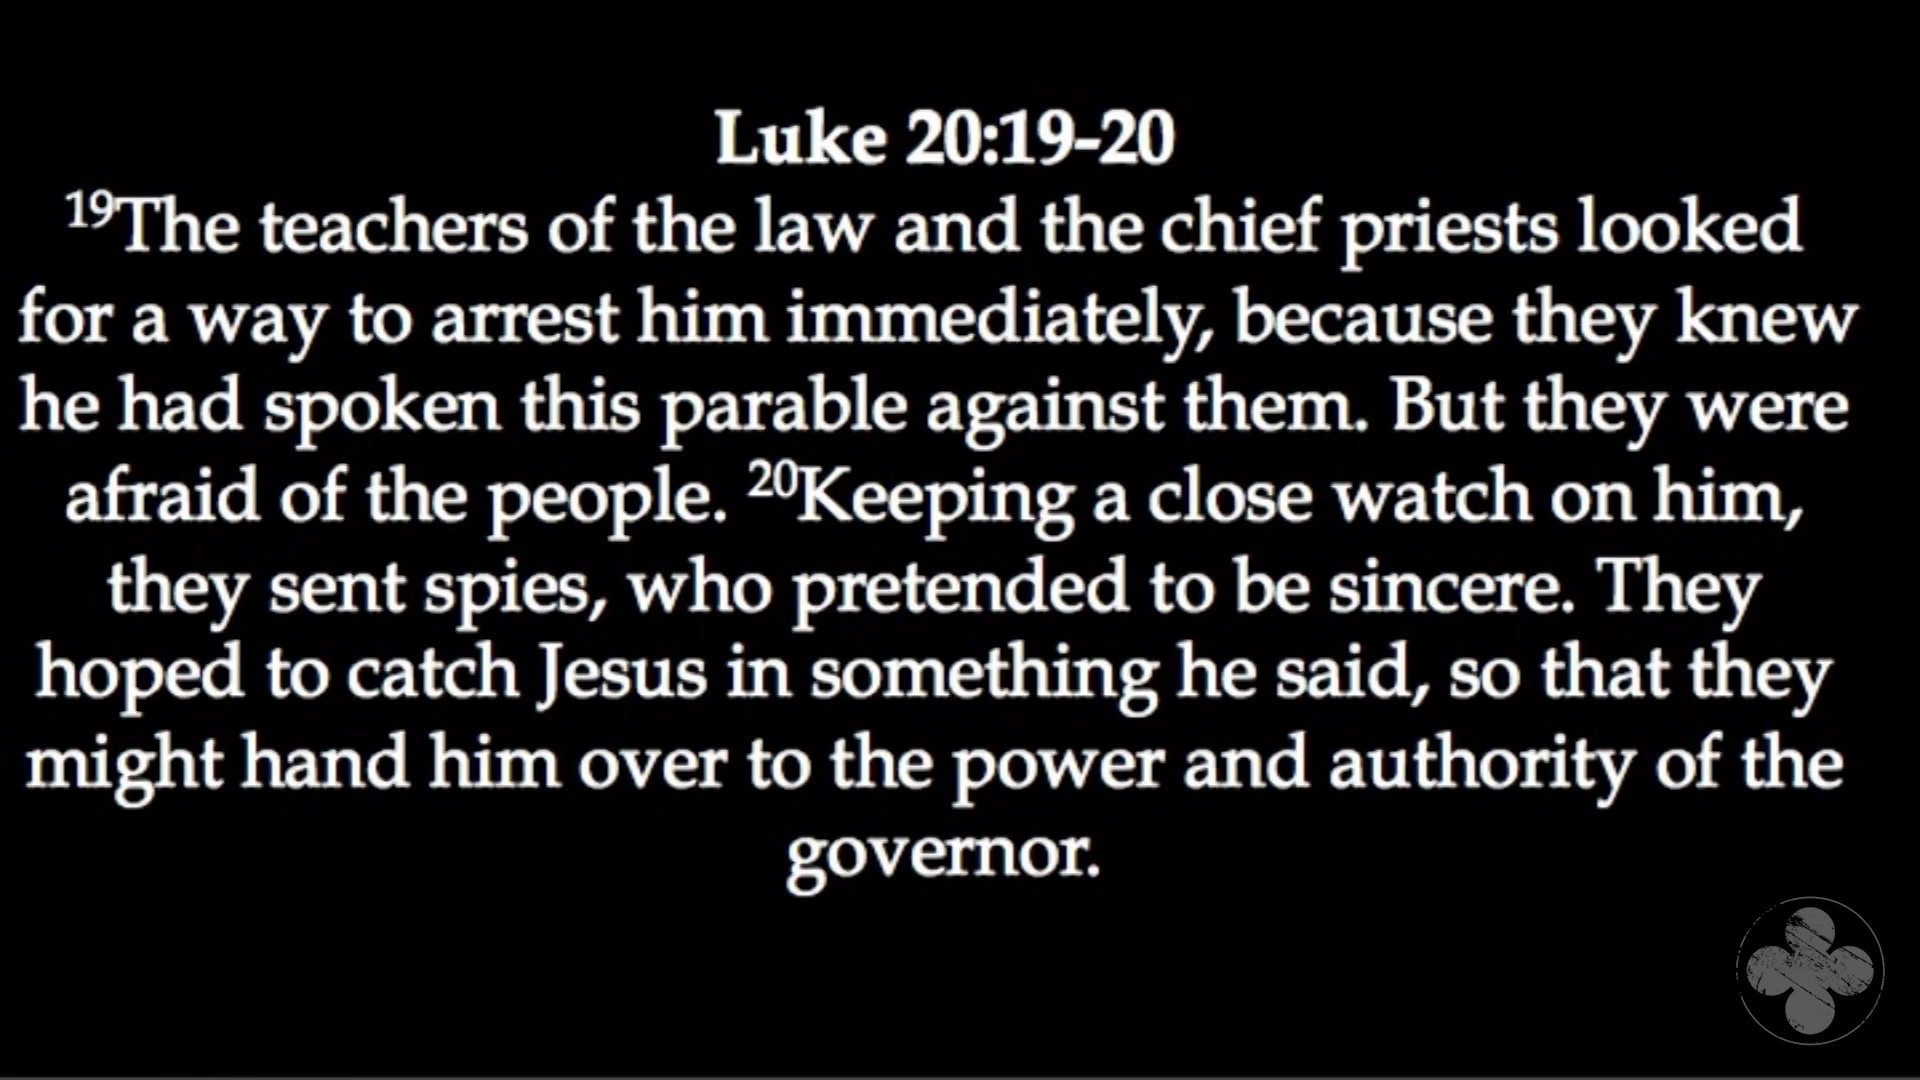 Luke 20:19-20
19The teachers of the law and the chief priests looked
for a way to arrest him immediately, because they knew
he had spoken this parable against them. But they were
afraid of the people. 20Keeping a close watch on him,
they sent spies, who pretended to be sincere. They
hoped to catch Jesus in something he said, so that they
might hand him over to the power and authority of the
governor.